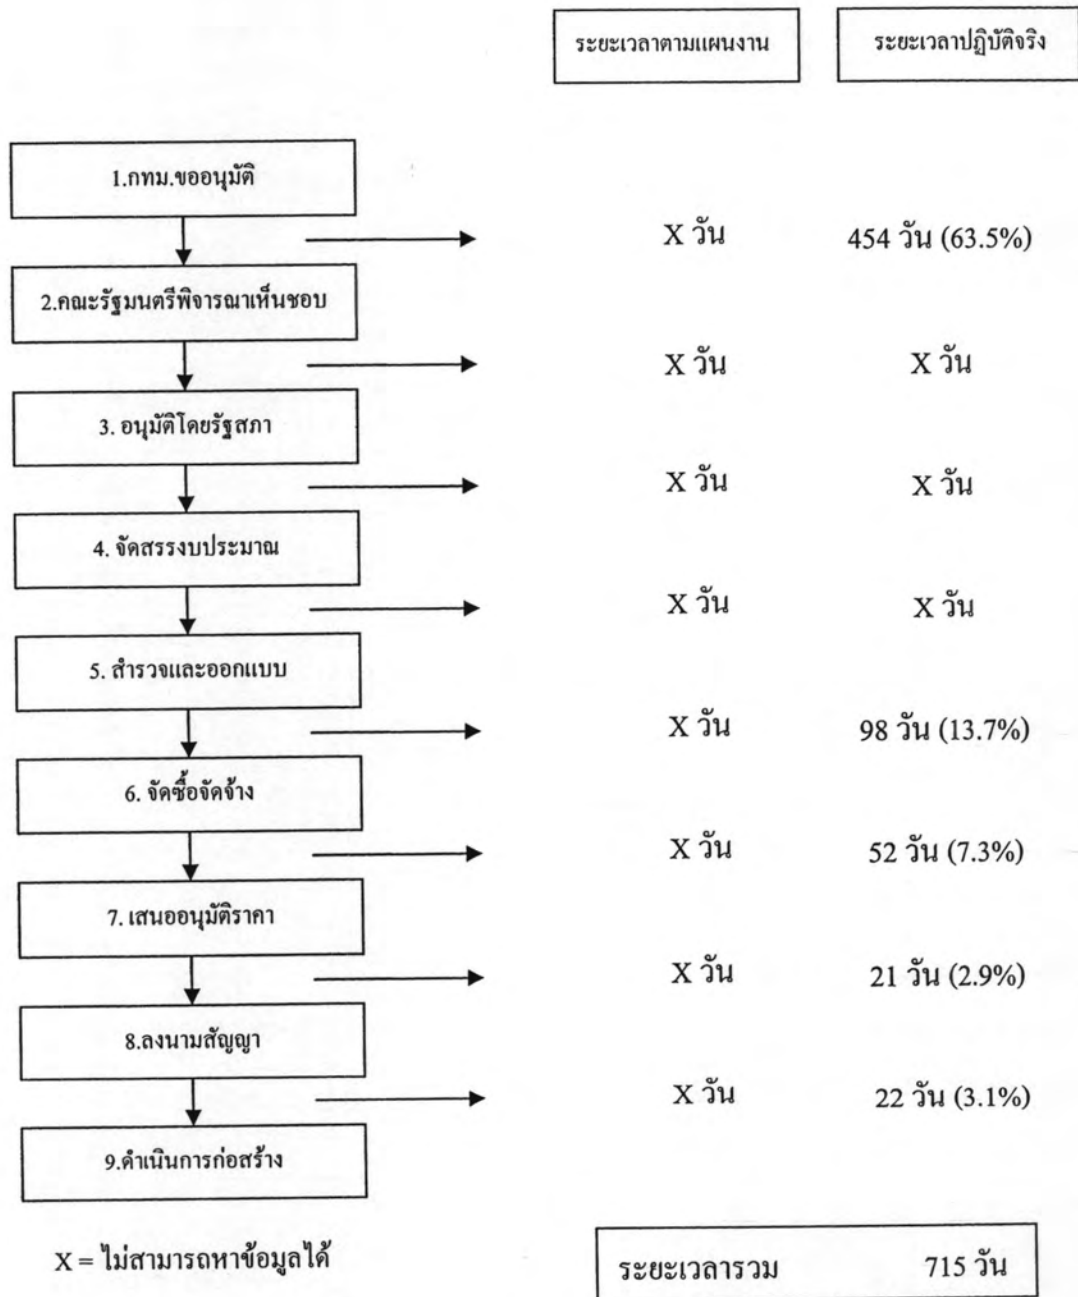 ระยะเวลาตามแผนงาน ระยะเวลาปฏิบัติจริง
1.กทม.ขออนุมัติ
X วัน 454 วัน (63.5%)
2.คณะรัฐมนตรีพิจารณาเห็นชอบ
X วัน X วัน
3. อนุมัติโดยรัฐสภา
X วัน X วัน
4. จัดสรรงบประมาณ
X วัน X วัน
5. สำรวจและออกแบบ
X วัน 98 วัน (13.7%)
6. จัดซื้อจัดจ้าง
X วัน 52 วัน (7.3%)
7. เสนออนุมัติราคา
X วัน 21 วัน (2.9%)
8.ลงนามสัญญา
X วัน 22 วัน (3.1%)
9.ดำเนินการก่อสร้าง
X = ไม่สามารถหาข้อมูลได้
ระยะเวลารวม 715 วัน